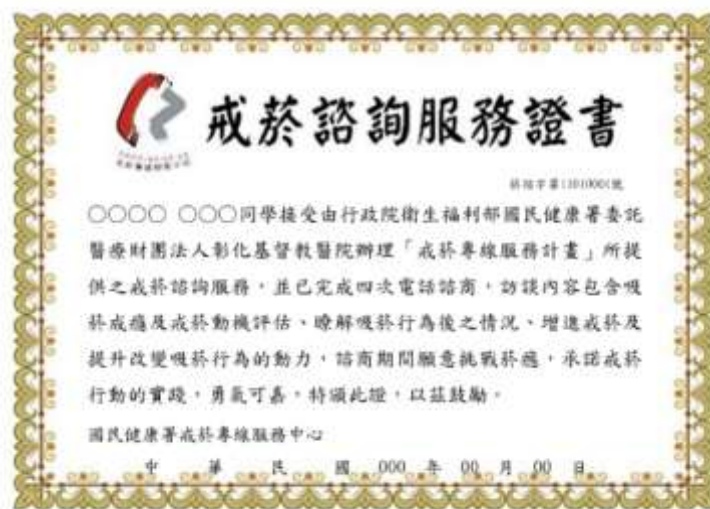 戒菸諮詢服務證書
○○○○ ○○○同學接受由行政院衛生福利部國民健康署委託
醫療財團法人彰化基督教醫院辦理「戒菸專線服務計畫」所提
供之戒菸諮詢服務，並已完成四次電話諮商，訪談內容包含吸
菸成癮及戒菸動機評估、瞭解吸菸行為後之情況、增進戒菸及
提升改變吸菸行為的動力，諮商期間願意挑戰菸癮，承諾戒菸
行動的實踐，勇氣可嘉，特頒此證，以茲鼓勵。
國民健康署戒菸專線服務中心
中 華 民 國 000 年 00 月 00 日